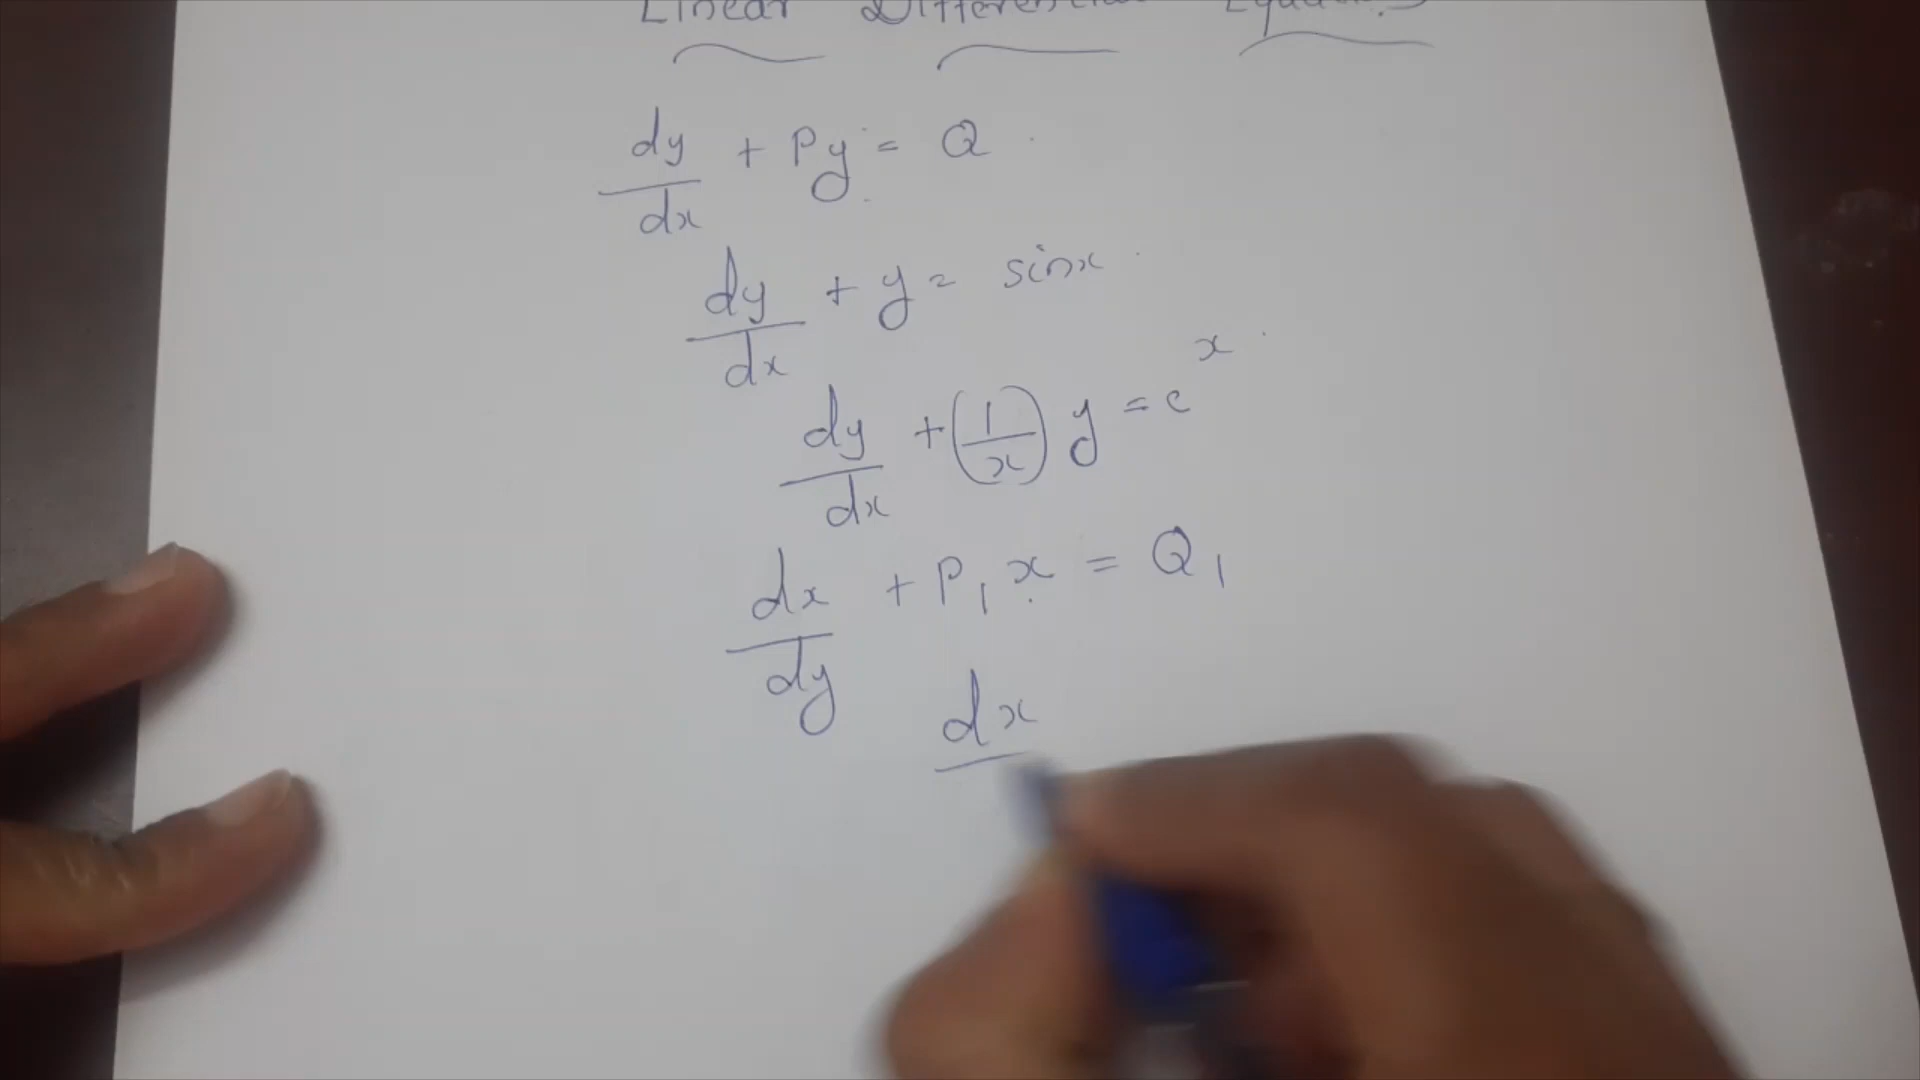 Linear Differential Equations
dy/dx + Py = Q
dy/dx + y = sinx
dy/dx + (1/x) y = e^x
dx/dy + P₁x = Q₁
dx